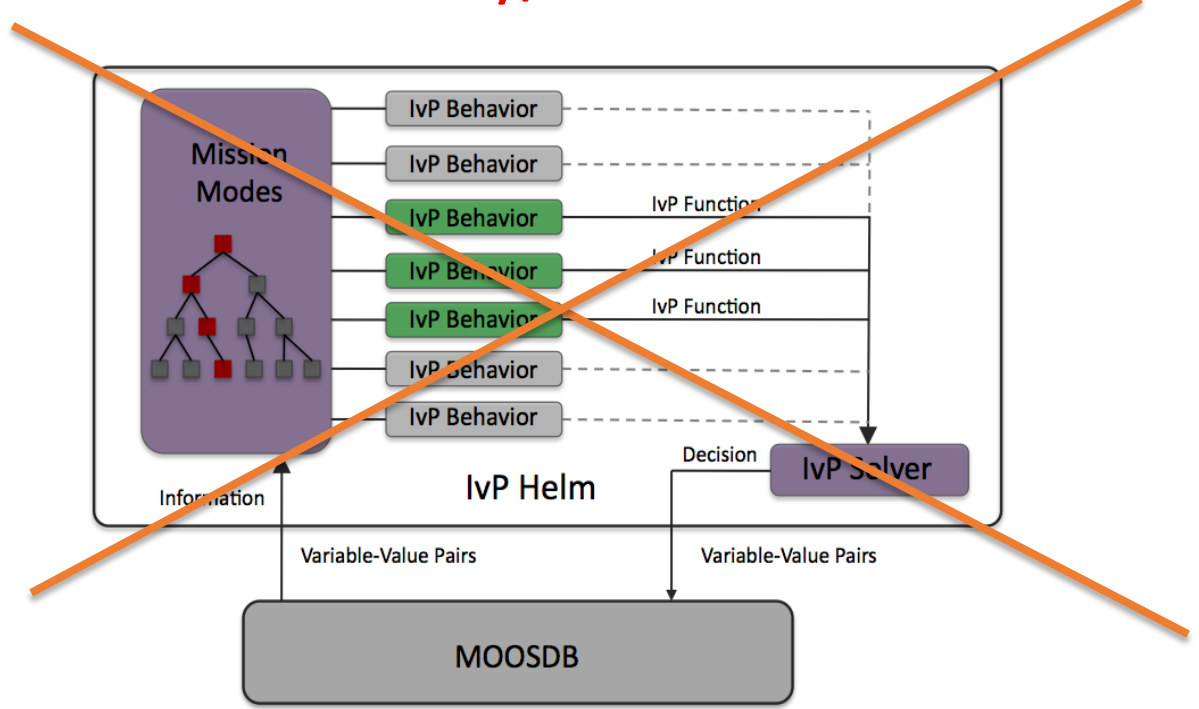 IvP Behavior
Mission
Modes
IvP Behavior
IvP Behavior
IvP Function
IvP Behavior
IvP Function
IvP Behavior
IvP Function
IvP Behavior
IvP Behavior
Decision
IvP Solver
IvP Helm
Information
Variable-Value Pairs
Variable-Value Pairs
MOOSDB